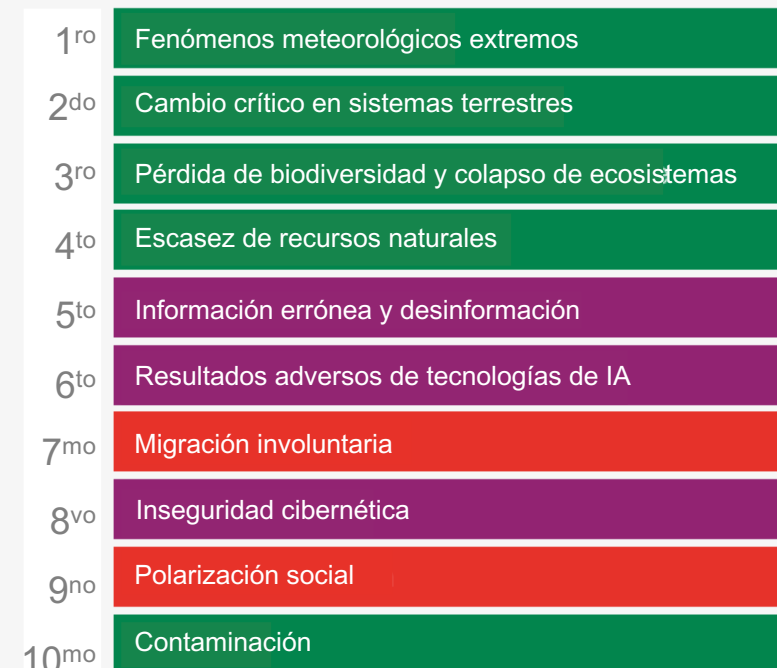 1ro Fenómenos meteorológicos extremos
2do Cambio crítico en sistemas terrestres
3ro Pérdida de biodiversidad y colapso de ecosistemas
4to Escasez de recursos naturales
5to Información errónea y desinformación
6to Resultados adversos de tecnologías de IA
7mo Migración involuntaria
8vo Inseguridad cibernética
9no Polarización social
10mo Contaminación